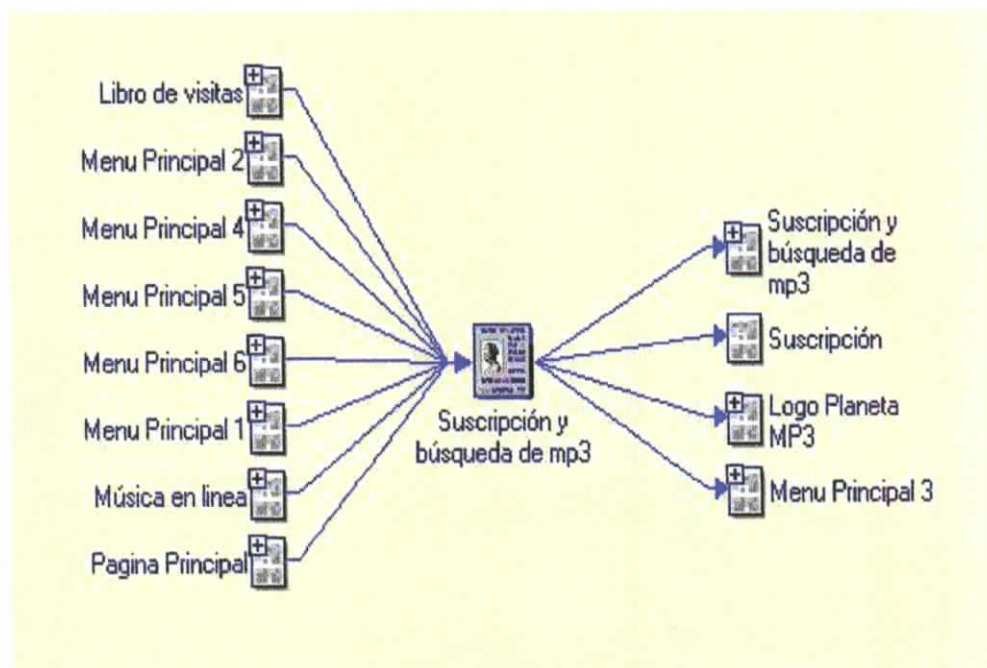 Libro de visitas
Menu Principal 2
Menu Principal 4
Menu Principal 5
Menu Principal 6
Menu Principal 1
Música en linea
Pagina Principal
Suscripción y
búsqueda de mp3
Suscripción y
búsqueda de
mp3
Suscripción
Logo Planeta
MP3
Menu Principal 3